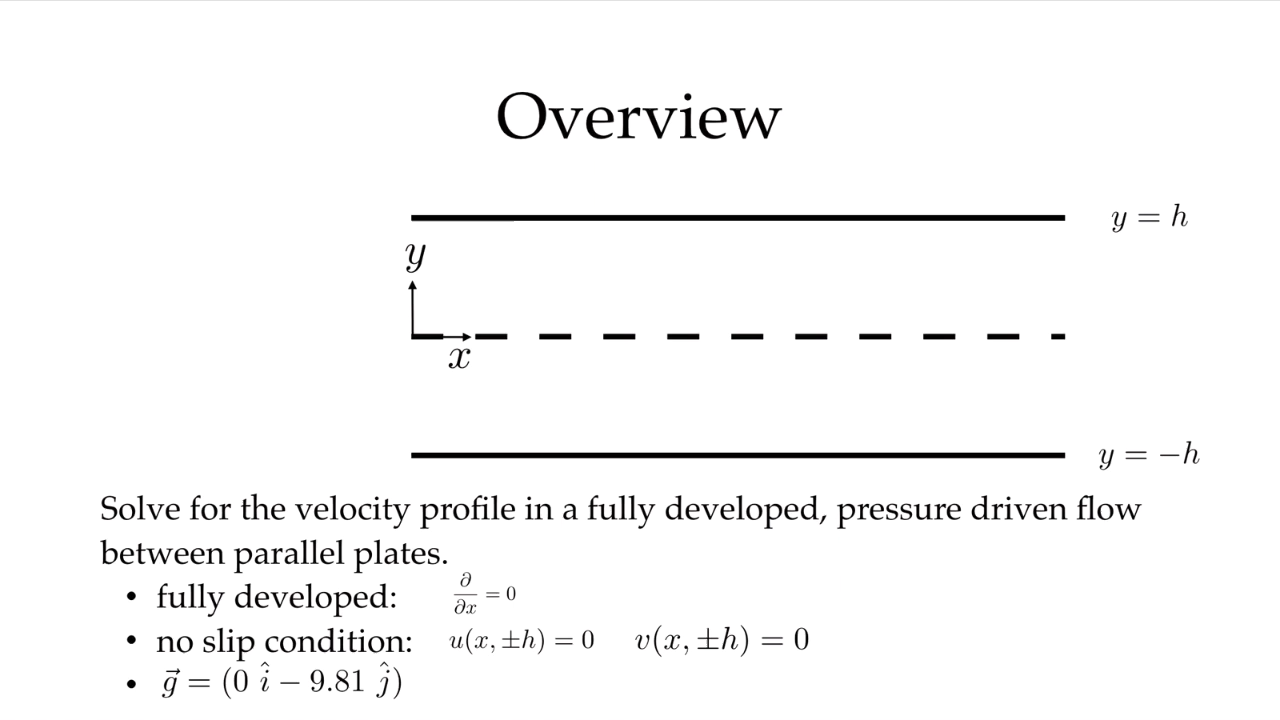 Overview
y = h
y
x
y = −h
Solve for the velocity profile in a fully developed, pressure driven flow
between parallel plates.
• fully developed: ∂/∂x = 0
• no slip condition: u(x, ±h) = 0 v(x, ±h) = 0
• g⃗ = (0 î − 9.81 ĵ)